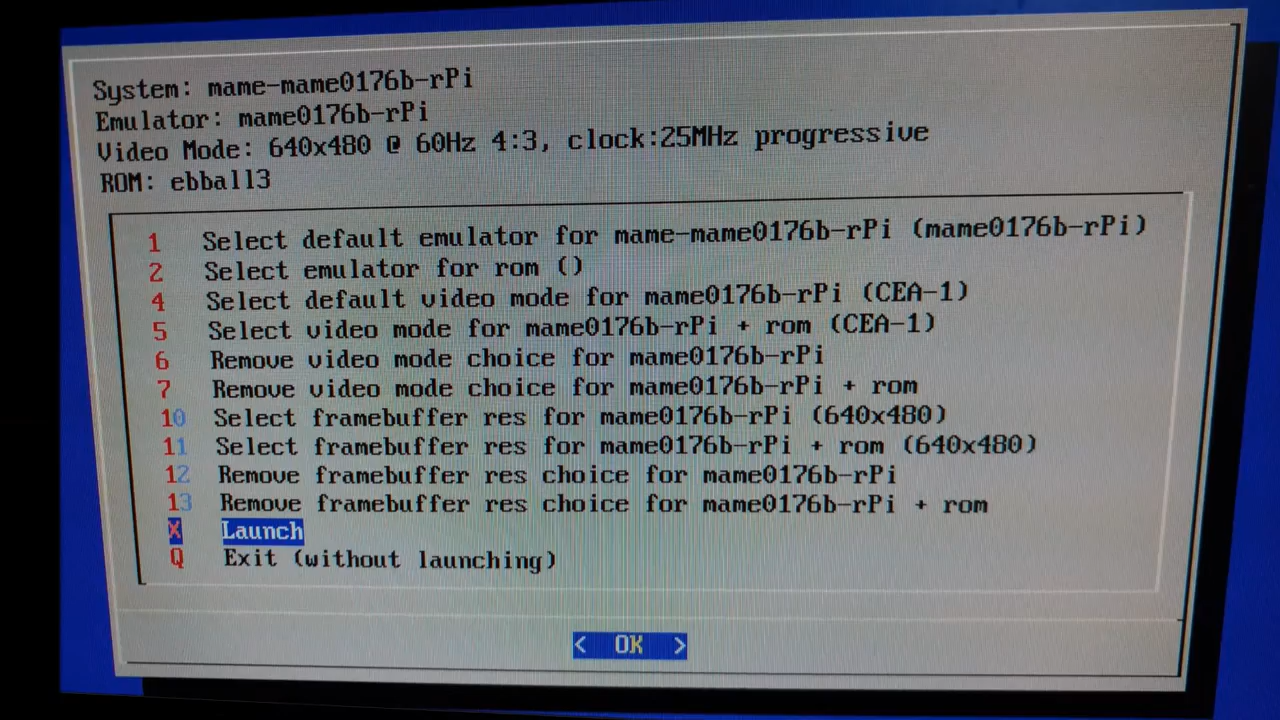 System: mame-mame0176b-rPi
Emulator: mame0176b-rPi
Video Mode: 640x480 @ 60Hz 4:3, clock:25MHz progressive
ROM: ebball3
1 Select default emulator for mame-mame0176b-rPi (mame0176b-rPi)
2 Select emulator for rom ()
4 Select default video mode for mame0176b-rPi (CEA-1)
5 Select video mode for mame0176b-rPi + rom (CEA-1)
6 Remove video mode choice for mame0176b-rPi
7 Remove video mode choice for mame0176b-rPi + rom
10 Select framebuffer res for mame0176b-rPi (640x480)
11 Select framebuffer res for mame0176b-rPi + rom (640x480)
12 Remove framebuffer res choice for mame0176b-rPi
13 Remove framebuffer res choice for mame0176b-rPi + rom
X Launch
Q Exit (without launching)
< OK >